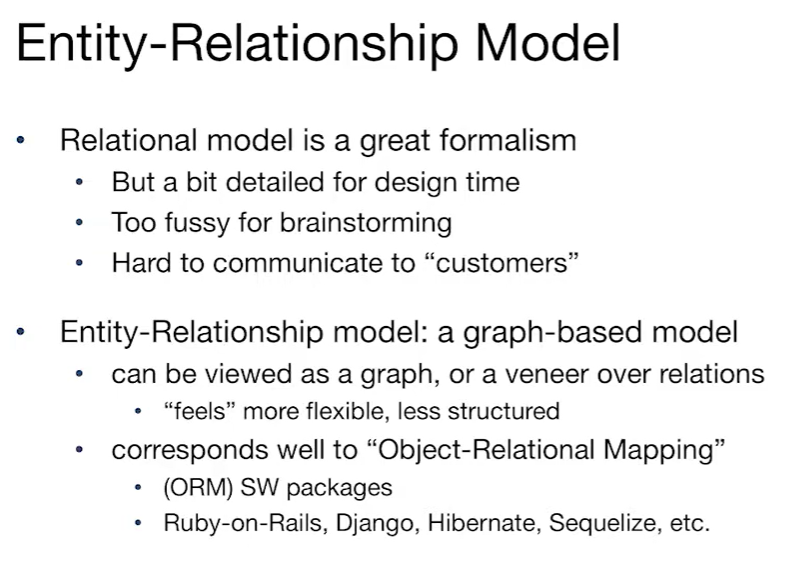 Entity-Relationship Model
• Relational model is a great formalism
• But a bit detailed for design time
• Too fussy for brainstorming
• Hard to communicate to “customers”
• Entity-Relationship model: a graph-based model
• can be viewed as a graph, or a veneer over relations
• “feels” more flexible, less structured
• corresponds well to “Object-Relational Mapping”
• (ORM) SW packages
• Ruby-on-Rails, Django, Hibernate, Sequelize, etc.